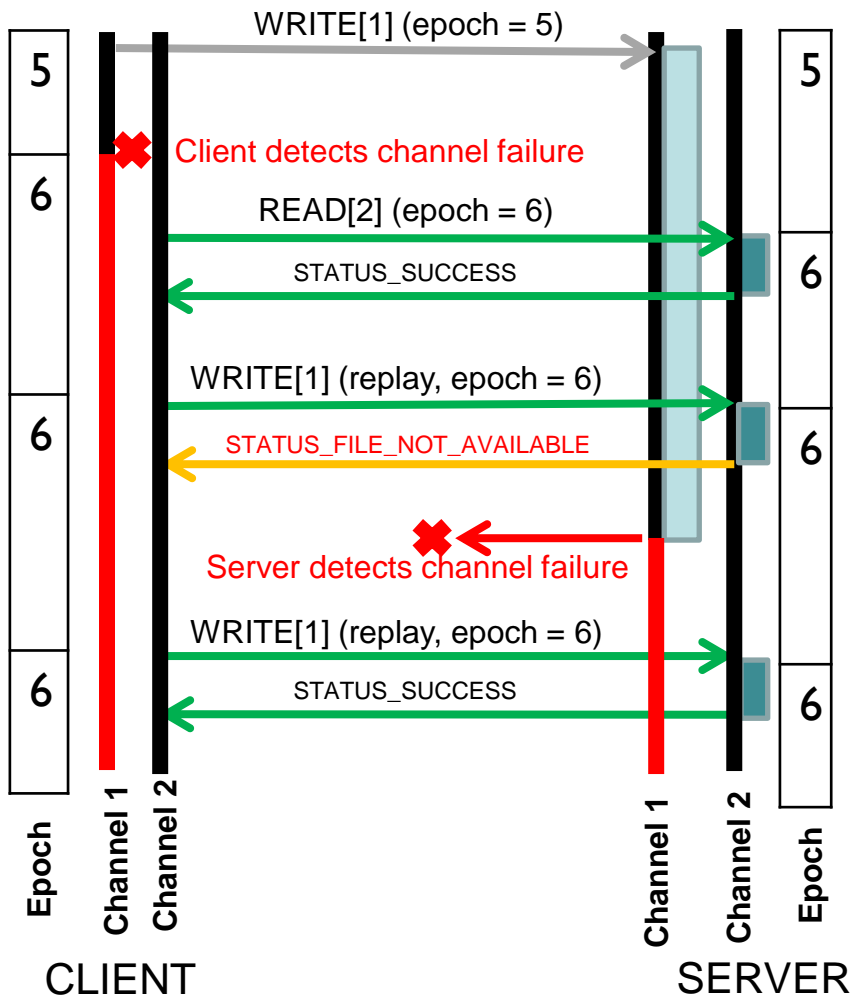 WRITE[1] (epoch = 5)
5
5
Client detects channel failure
6
READ[2] (epoch = 6)
STATUS_SUCCESS
6
WRITE[1] (replay, epoch = 6)
6
STATUS_FILE_NOT_AVAILABLE
6
Server detects channel failure
WRITE[1] (replay, epoch = 6)
6
STATUS_SUCCESS
6
Epoch
Channel 1
Channel 2
Channel 1
Channel 2
Epoch
CLIENT
SERVER